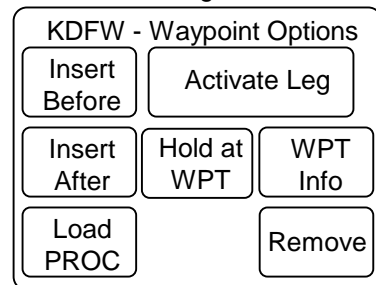 KDFW - Waypoint Options
Insert
Before
Activate Leg
Insert
After
Hold at
WPT
WPT
Info
Load
PROC
Remove